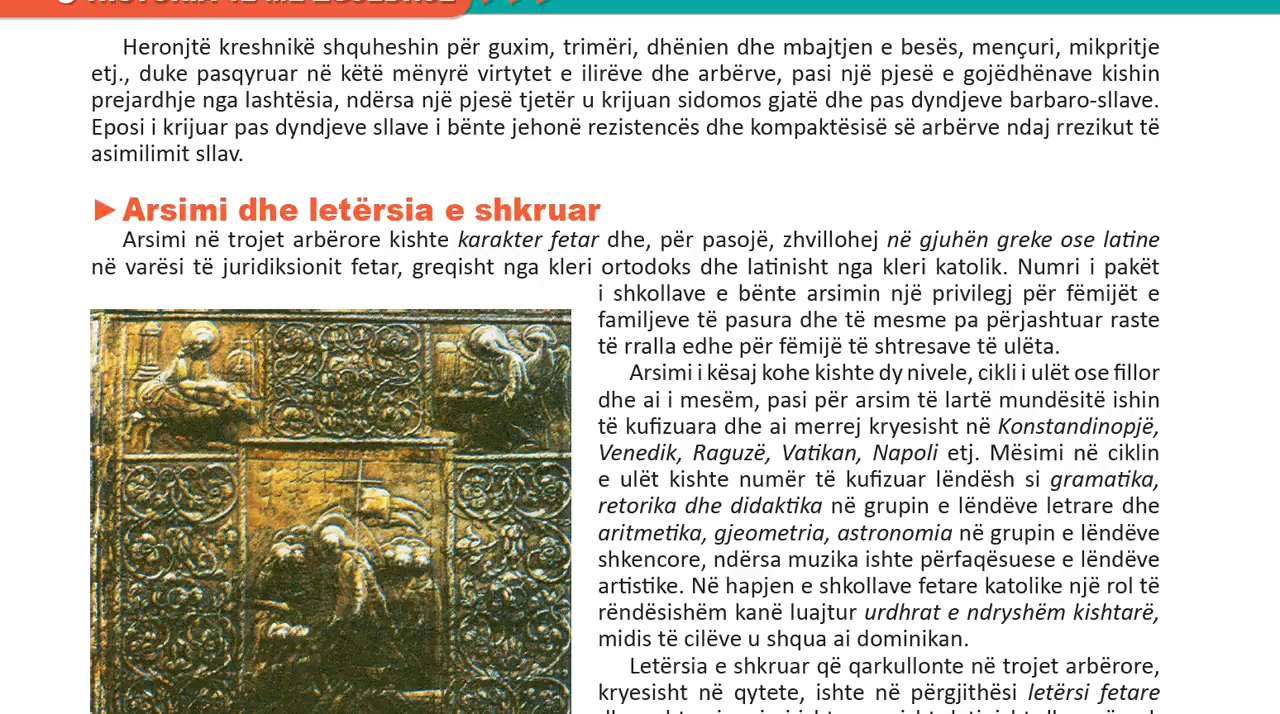 Heronjtë kreshnikë shquheshin për guxim, trimëri, dhënien dhe mbajtjen e besës, mençuri, mikpritje
etj., duke pasqyruar në këtë mënyrë virtytet e ilirëve dhe arbërve, pasi një pjesë e gojëdhënave kishin
prejardhje nga lashtësia, ndërsa një pjesë tjetër u krijuan sidomos gjatë dhe pas dyndjeve barbaro-sllave.
Eposi i krijuar pas dyndjeve sllave i bënte jehonë rezistencës dhe kompaktësisë së arbërve ndaj rrezikut të
asimilimit sllav.
►Arsimi dhe letërsia e shkruar
Arsimi në trojet arbërore kishte karakter fetar dhe, për pasojë, zhvillohej në gjuhën greke ose latine
në varësi të juridiksionit fetar, greqisht nga kleri ortodoks dhe latinisht nga kleri katolik. Numri i pakët
i shkollave e bënte arsimin një privilegj për fëmijët e
familjeve të pasura dhe të mesme pa përjashtuar raste
të rralla edhe për fëmijë të shtresave të ulëta.
Arsimi i kësaj kohe kishte dy nivele, cikli i ulët ose fillor
dhe ai i mesëm, pasi për arsim të lartë mundësitë ishin
të kufizuara dhe ai merrej kryesisht në Konstandinopjë,
Venedik, Raguzë, Vatikan, Napoli etj. Mësimi në ciklin
e ulët kishte numër të kufizuar lëndësh si gramatika,
retorika dhe didaktika në grupin e lëndëve letrare dhe
aritmetika, gjeometria, astronomia në grupin e lëndëve
shkencore, ndërsa muzika ishte përfaqësuese e lëndëve
artistike. Në hapjen e shkollave fetare katolike një rol të
rëndësishëm kanë luajtur urdhrat e ndryshëm kishtarë,
midis të cilëve u shqua ai dominikan.
Letërsia e shkruar që qarkullonte në trojet arbërore,
kryesisht në qytete, ishte në përgjithësi letërsi fetare